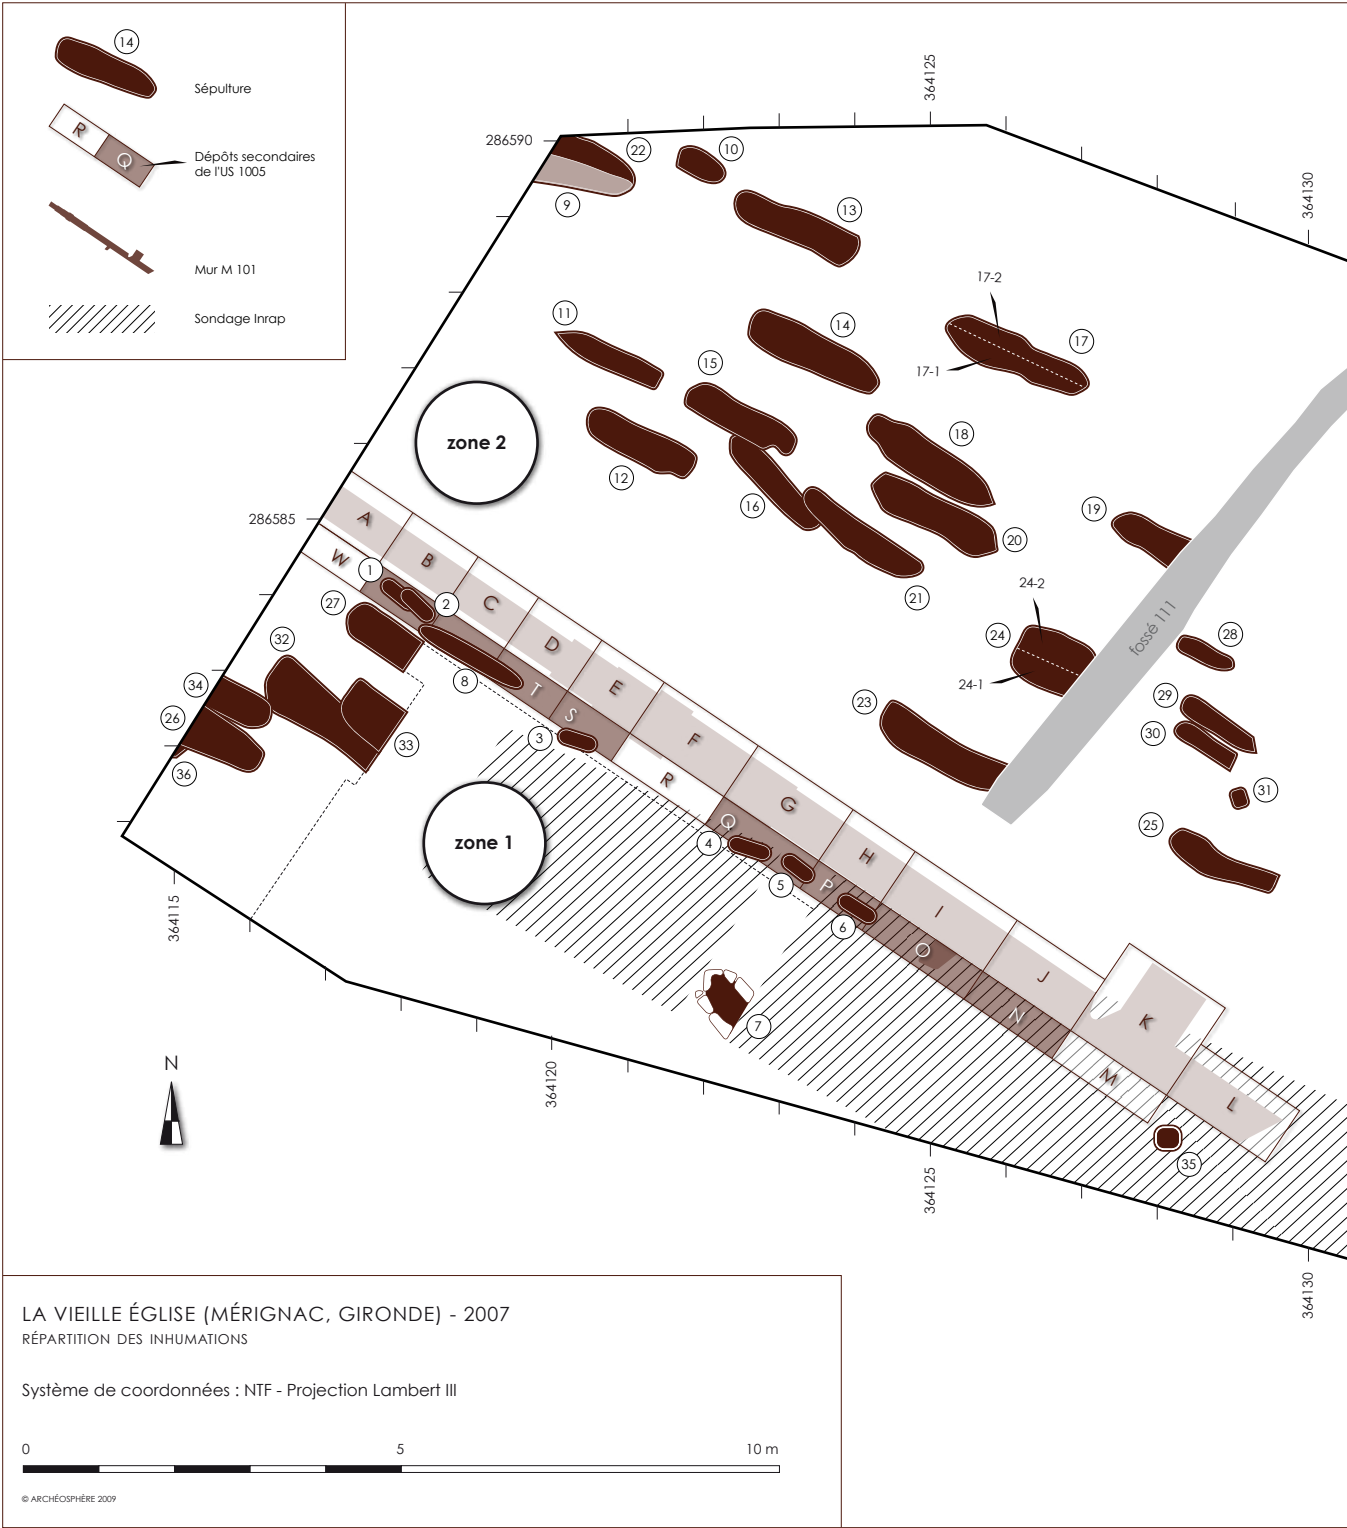 14
Sépulture
R
Q
Dépôts secondaires
de l'US 1005
Mur M 101
Sondage Inrap
364125
286590
22
10
9
13
364130
17-2
11
14
17
17-1
15
zone 2
18
12
16
19
286585
A
20
W
1
B
24-2
27
2
C
21
fossé 111
32
D
24
28
34
8
T
E
24-1
26
S
23
29
33
3
F
30
36
R
G
31
zone 1
Q
4
H
25
5
P
364115
6
I
O
J
7
N
K
N
M
364120
L
35
364125
364130
LA VIEILLE ÉGLISE (MÉRIGNAC, GIRONDE) - 2007
RÉPARTITION DES INHUMATIONS
Système de coordonnées : NTF - Projection Lambert III
0 5 10 m
© ARCHÉOSPHÈRE 2009